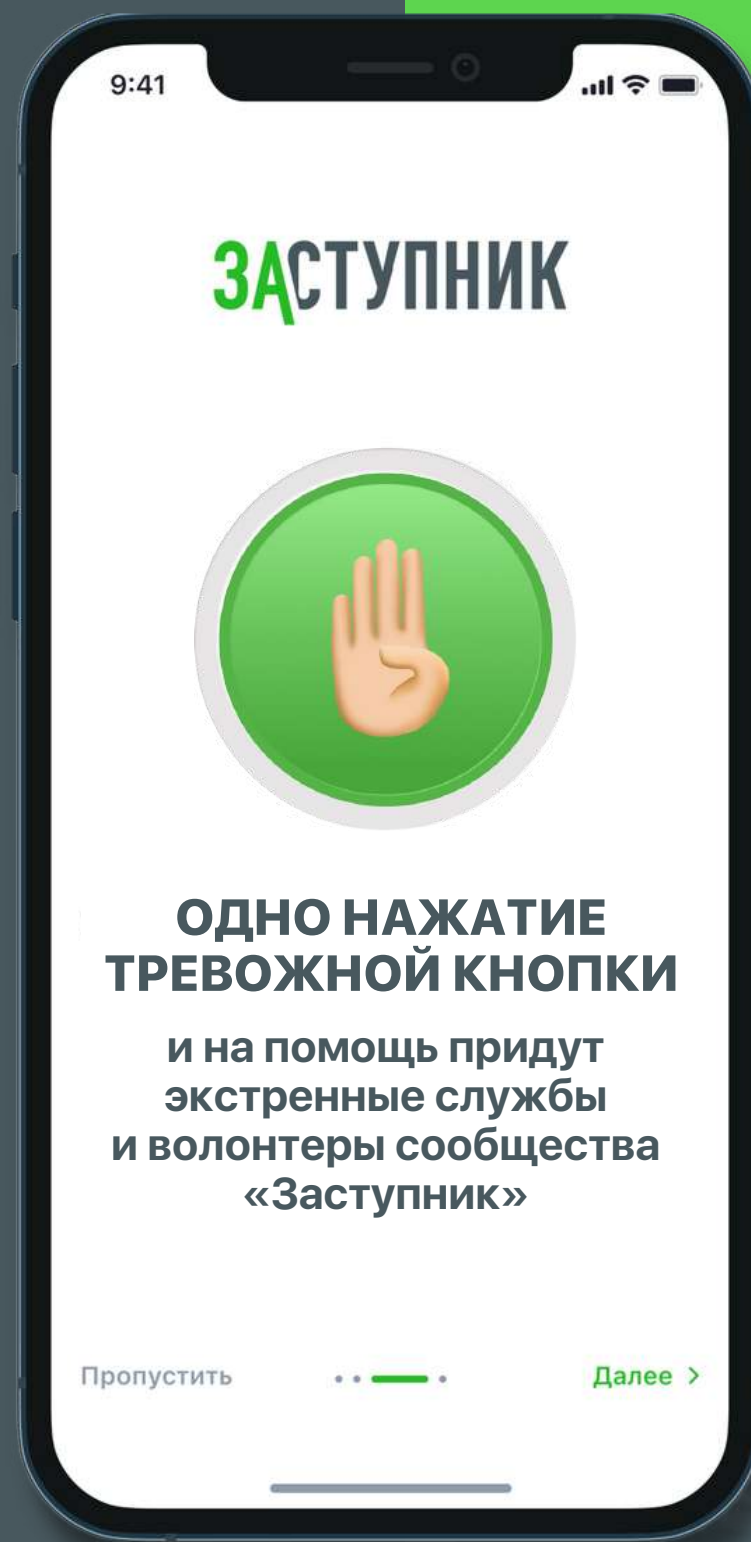 9:41
ЗАСТУПНИК
ОДНО НАЖАТИЕ
ТРЕВОЖНОЙ КНОПКИ
и на помощь придут
экстренные службы
и волонтеры сообщества
«Заступник»
Пропустить
Далее >